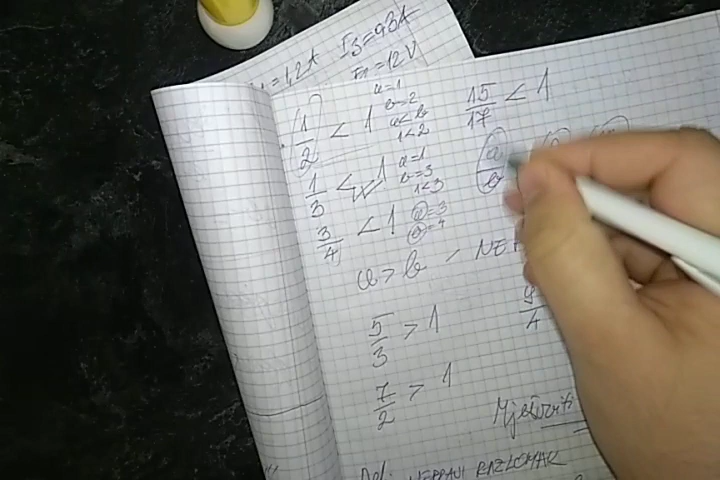 I3=0,3A
= 1,2A
=12V
1/2 < 1
a=1
b=2
a<b
1<2
15/17 < 1
1/3 < 1
a=1
b=3
1<3
a/b
3/4 < 1
a=3
b=4
a > b /
5/3 > 1
9/4
7/2 > 1
Def. NEPRAVI RAZLOMAK